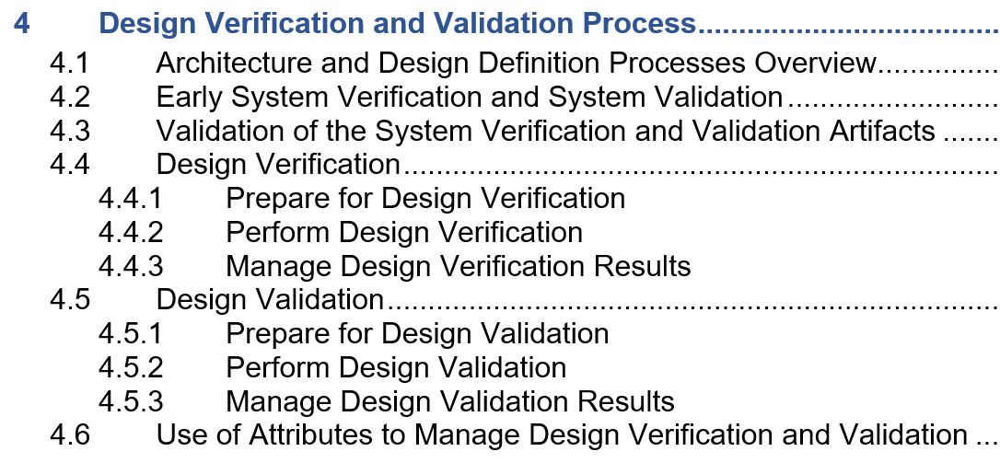 4 Design Verification and Validation Process.....................................
4.1 Architecture and Design Definition Processes Overview...............
4.2 Early System Verification and System Validation..........................
4.3 Validation of the System Verification and Validation Artifacts .......
4.4 Design Verification.........................................................................
4.4.1 Prepare for Design Verification
4.4.2 Perform Design Verification
4.4.3 Manage Design Verification Results
4.5 Design Validation...........................................................................
4.5.1 Prepare for Design Validation
4.5.2 Perform Design Validation
4.5.3 Manage Design Validation Results
4.6 Use of Attributes to Manage Design Verification and Validation ...